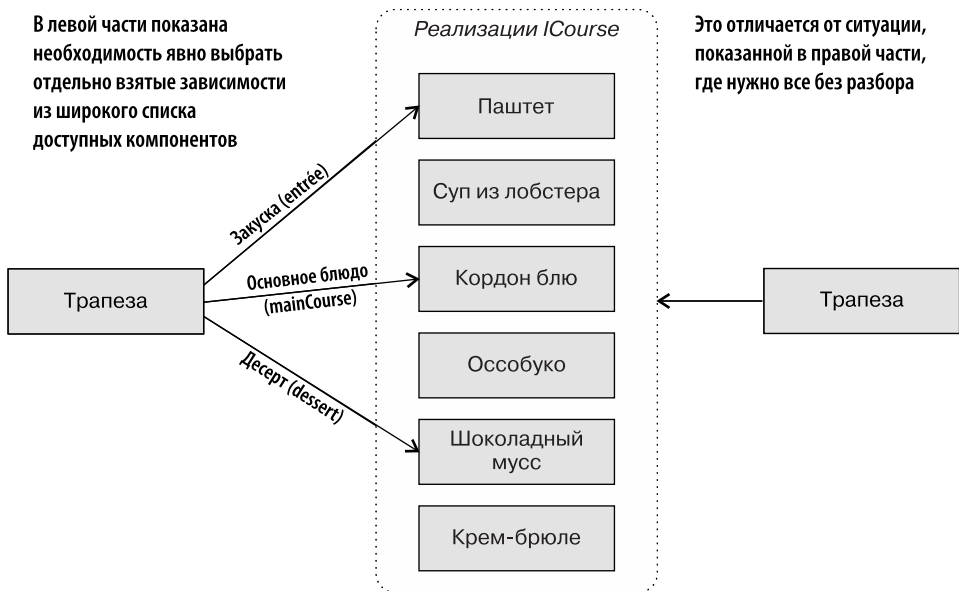 В левой части показана
необходимость явно выбрать
отдельно взятые зависимости
из широкого списка
доступных компонентов
Реализации ICourse
Это отличается от ситуации,
показанной в правой части,
где нужно все без разбора
Паштет
Закуска (entrée)
Суп из лобстера
Трапеза
Основное блюдо
(mainCourse)
Кордон блю
Трапеза
Оссобуко
Десерт (dessert)
Шоколадный
мусс
Крем-брюле